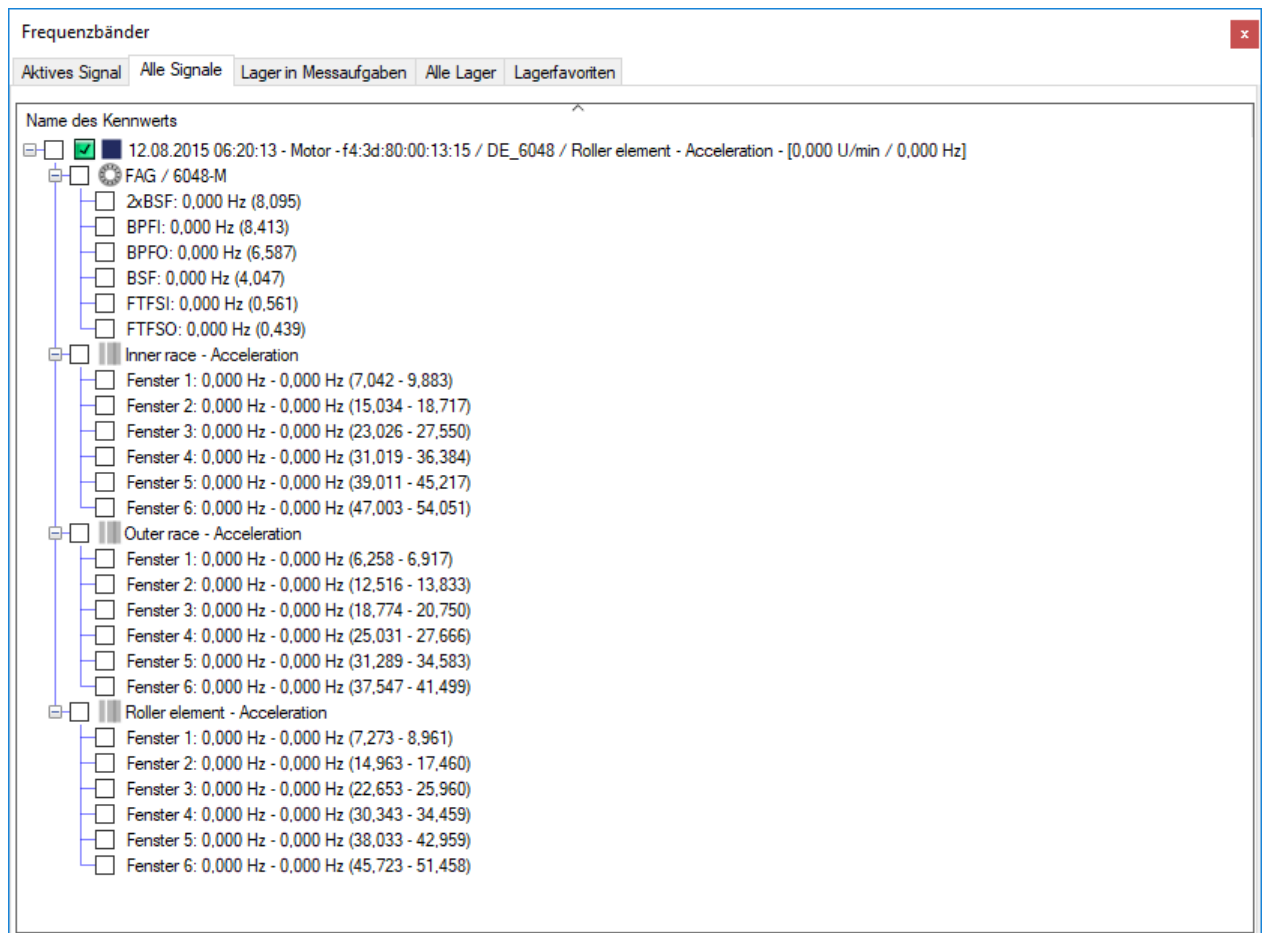 Frequenzbänder
x
Aktives Signal Alle Signale Lager in Messaufgaben Alle Lager Lagerfavoriten
Name des Kennwerts
12.08.2015 06:20:13 - Motor - f4:3d:80:00:13:15 / DE_6048 / Roller element - Acceleration - [0,000 U/min / 0,000 Hz]
FAG / 6048-M
2xBSF: 0,000 Hz (8,095)
BPFI: 0,000 Hz (8,413)
BPFO: 0,000 Hz (6,587)
BSF: 0,000 Hz (4,047)
FTFSI: 0,000 Hz (0,561)
FTFSO: 0,000 Hz (0,439)
Inner race - Acceleration
Fenster 1: 0,000 Hz - 0,000 Hz (7,042 - 9,883)
Fenster 2: 0,000 Hz - 0,000 Hz (15,034 - 18,717)
Fenster 3: 0,000 Hz - 0,000 Hz (23,026 - 27,550)
Fenster 4: 0,000 Hz - 0,000 Hz (31,019 - 36,384)
Fenster 5: 0,000 Hz - 0,000 Hz (39,011 - 45,217)
Fenster 6: 0,000 Hz - 0,000 Hz (47,003 - 54,051)
Outer race - Acceleration
Fenster 1: 0,000 Hz - 0,000 Hz (6,258 - 6,917)
Fenster 2: 0,000 Hz - 0,000 Hz (12,516 - 13,833)
Fenster 3: 0,000 Hz - 0,000 Hz (18,774 - 20,750)
Fenster 4: 0,000 Hz - 0,000 Hz (25,031 - 27,666)
Fenster 5: 0,000 Hz - 0,000 Hz (31,289 - 34,583)
Fenster 6: 0,000 Hz - 0,000 Hz (37,547 - 41,499)
Roller element - Acceleration
Fenster 1: 0,000 Hz - 0,000 Hz (7,273 - 8,961)
Fenster 2: 0,000 Hz - 0,000 Hz (14,963 - 17,460)
Fenster 3: 0,000 Hz - 0,000 Hz (22,653 - 25,960)
Fenster 4: 0,000 Hz - 0,000 Hz (30,343 - 34,459)
Fenster 5: 0,000 Hz - 0,000 Hz (38,033 - 42,959)
Fenster 6: 0,000 Hz - 0,000 Hz (45,723 - 51,458)